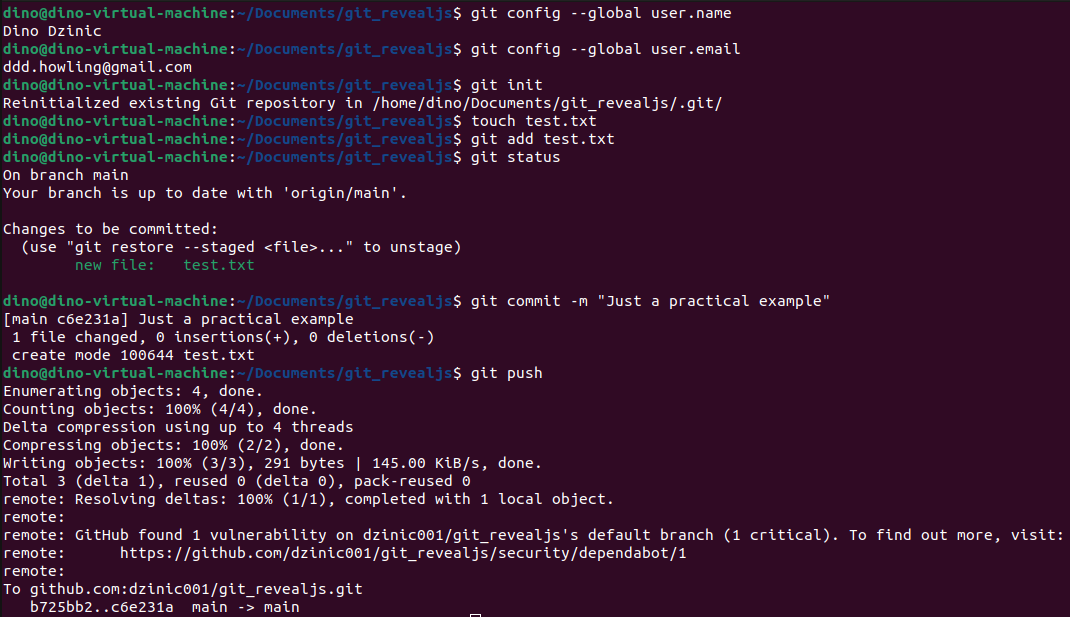 dino@dino-virtual-machine:~/Documents/git_revealjs$ git config --global user.name
Dino Dzinic
dino@dino-virtual-machine:~/Documents/git_revealjs$ git config --global user.email
ddd.howling@gmail.com
dino@dino-virtual-machine:~/Documents/git_revealjs$ git init
Reinitialized existing Git repository in /home/dino/Documents/git_revealjs/.git/
dino@dino-virtual-machine:~/Documents/git_revealjs$ touch test.txt
dino@dino-virtual-machine:~/Documents/git_revealjs$ git add test.txt
dino@dino-virtual-machine:~/Documents/git_revealjs$ git status
On branch main
Your branch is up to date with 'origin/main'.

Changes to be committed:
  (use "git restore --staged <file>..." to unstage)
        new file:   test.txt

dino@dino-virtual-machine:~/Documents/git_revealjs$ git commit -m "Just a practical example"
[main c6e231a] Just a practical example
 1 file changed, 0 insertions(+), 0 deletions(-)
 create mode 100644 test.txt
dino@dino-virtual-machine:~/Documents/git_revealjs$ git push
Enumerating objects: 4, done.
Counting objects: 100% (4/4), done.
Delta compression using up to 4 threads
Compressing objects: 100% (2/2), done.
Writing objects: 100% (3/3), 291 bytes | 145.00 KiB/s, done.
Total 3 (delta 1), reused 0 (delta 0), pack-reused 0
remote: Resolving deltas: 100% (1/1), completed with 1 local object.
remote:
remote: GitHub found 1 vulnerability on dzinic001/git_revealjs's default branch (1 critical). To find out more, visit:
remote:      https://github.com/dzinic001/git_revealjs/security/dependabot/1
remote:
To github.com:dzinic001/git_revealjs.git
   b725bb2..c6e231a  main -> main